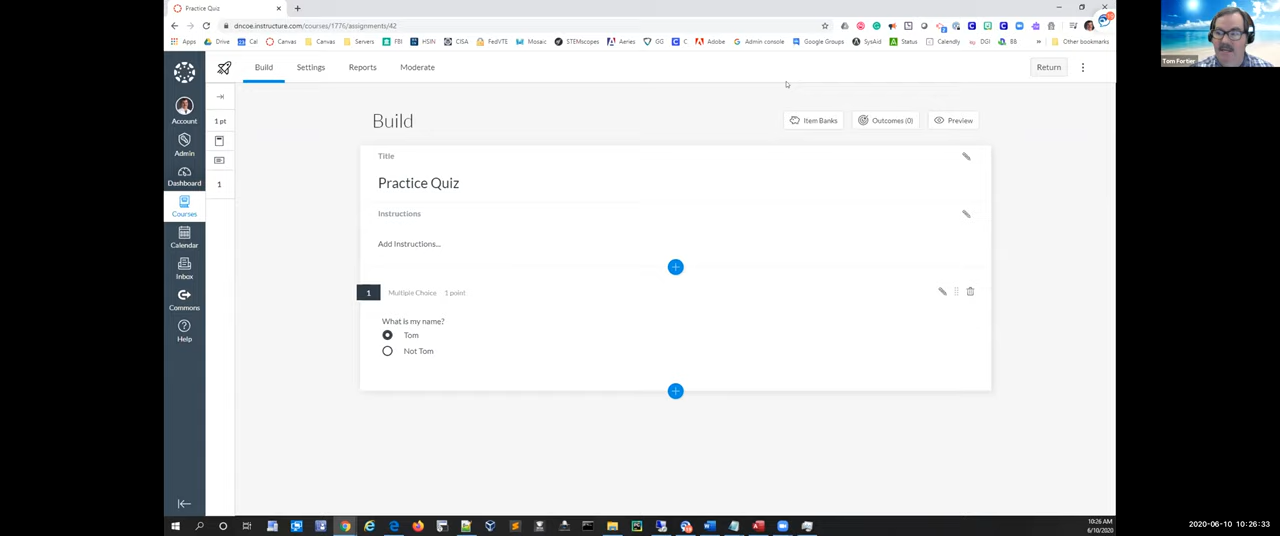 Practice Quiz
dncoe.instructure.com/courses/1776/assignments/42
Apps Drive Cal Canvas Canvas Servers FBI HSIN CISA FedVTE Mosaic STEMscopes Aeries GG C Adobe Admin console Google Groups SysAid Status Calendly DG! BB » Other bookmarks
Build Settings Reports Moderate Return
Account
Admin
Dashboard
Courses
Calendar
Inbox
Commons
Help
1 pt
1
Build
Item Banks Outcomes (0) Preview
Title
Practice Quiz
Instructions
Add Instructions...
1 Multiple Choice 1 point
What is my name?
Tom
Not Tom
10:26 AM
6/10/2020
Tom Fortier
2020-06-10 10:26:33